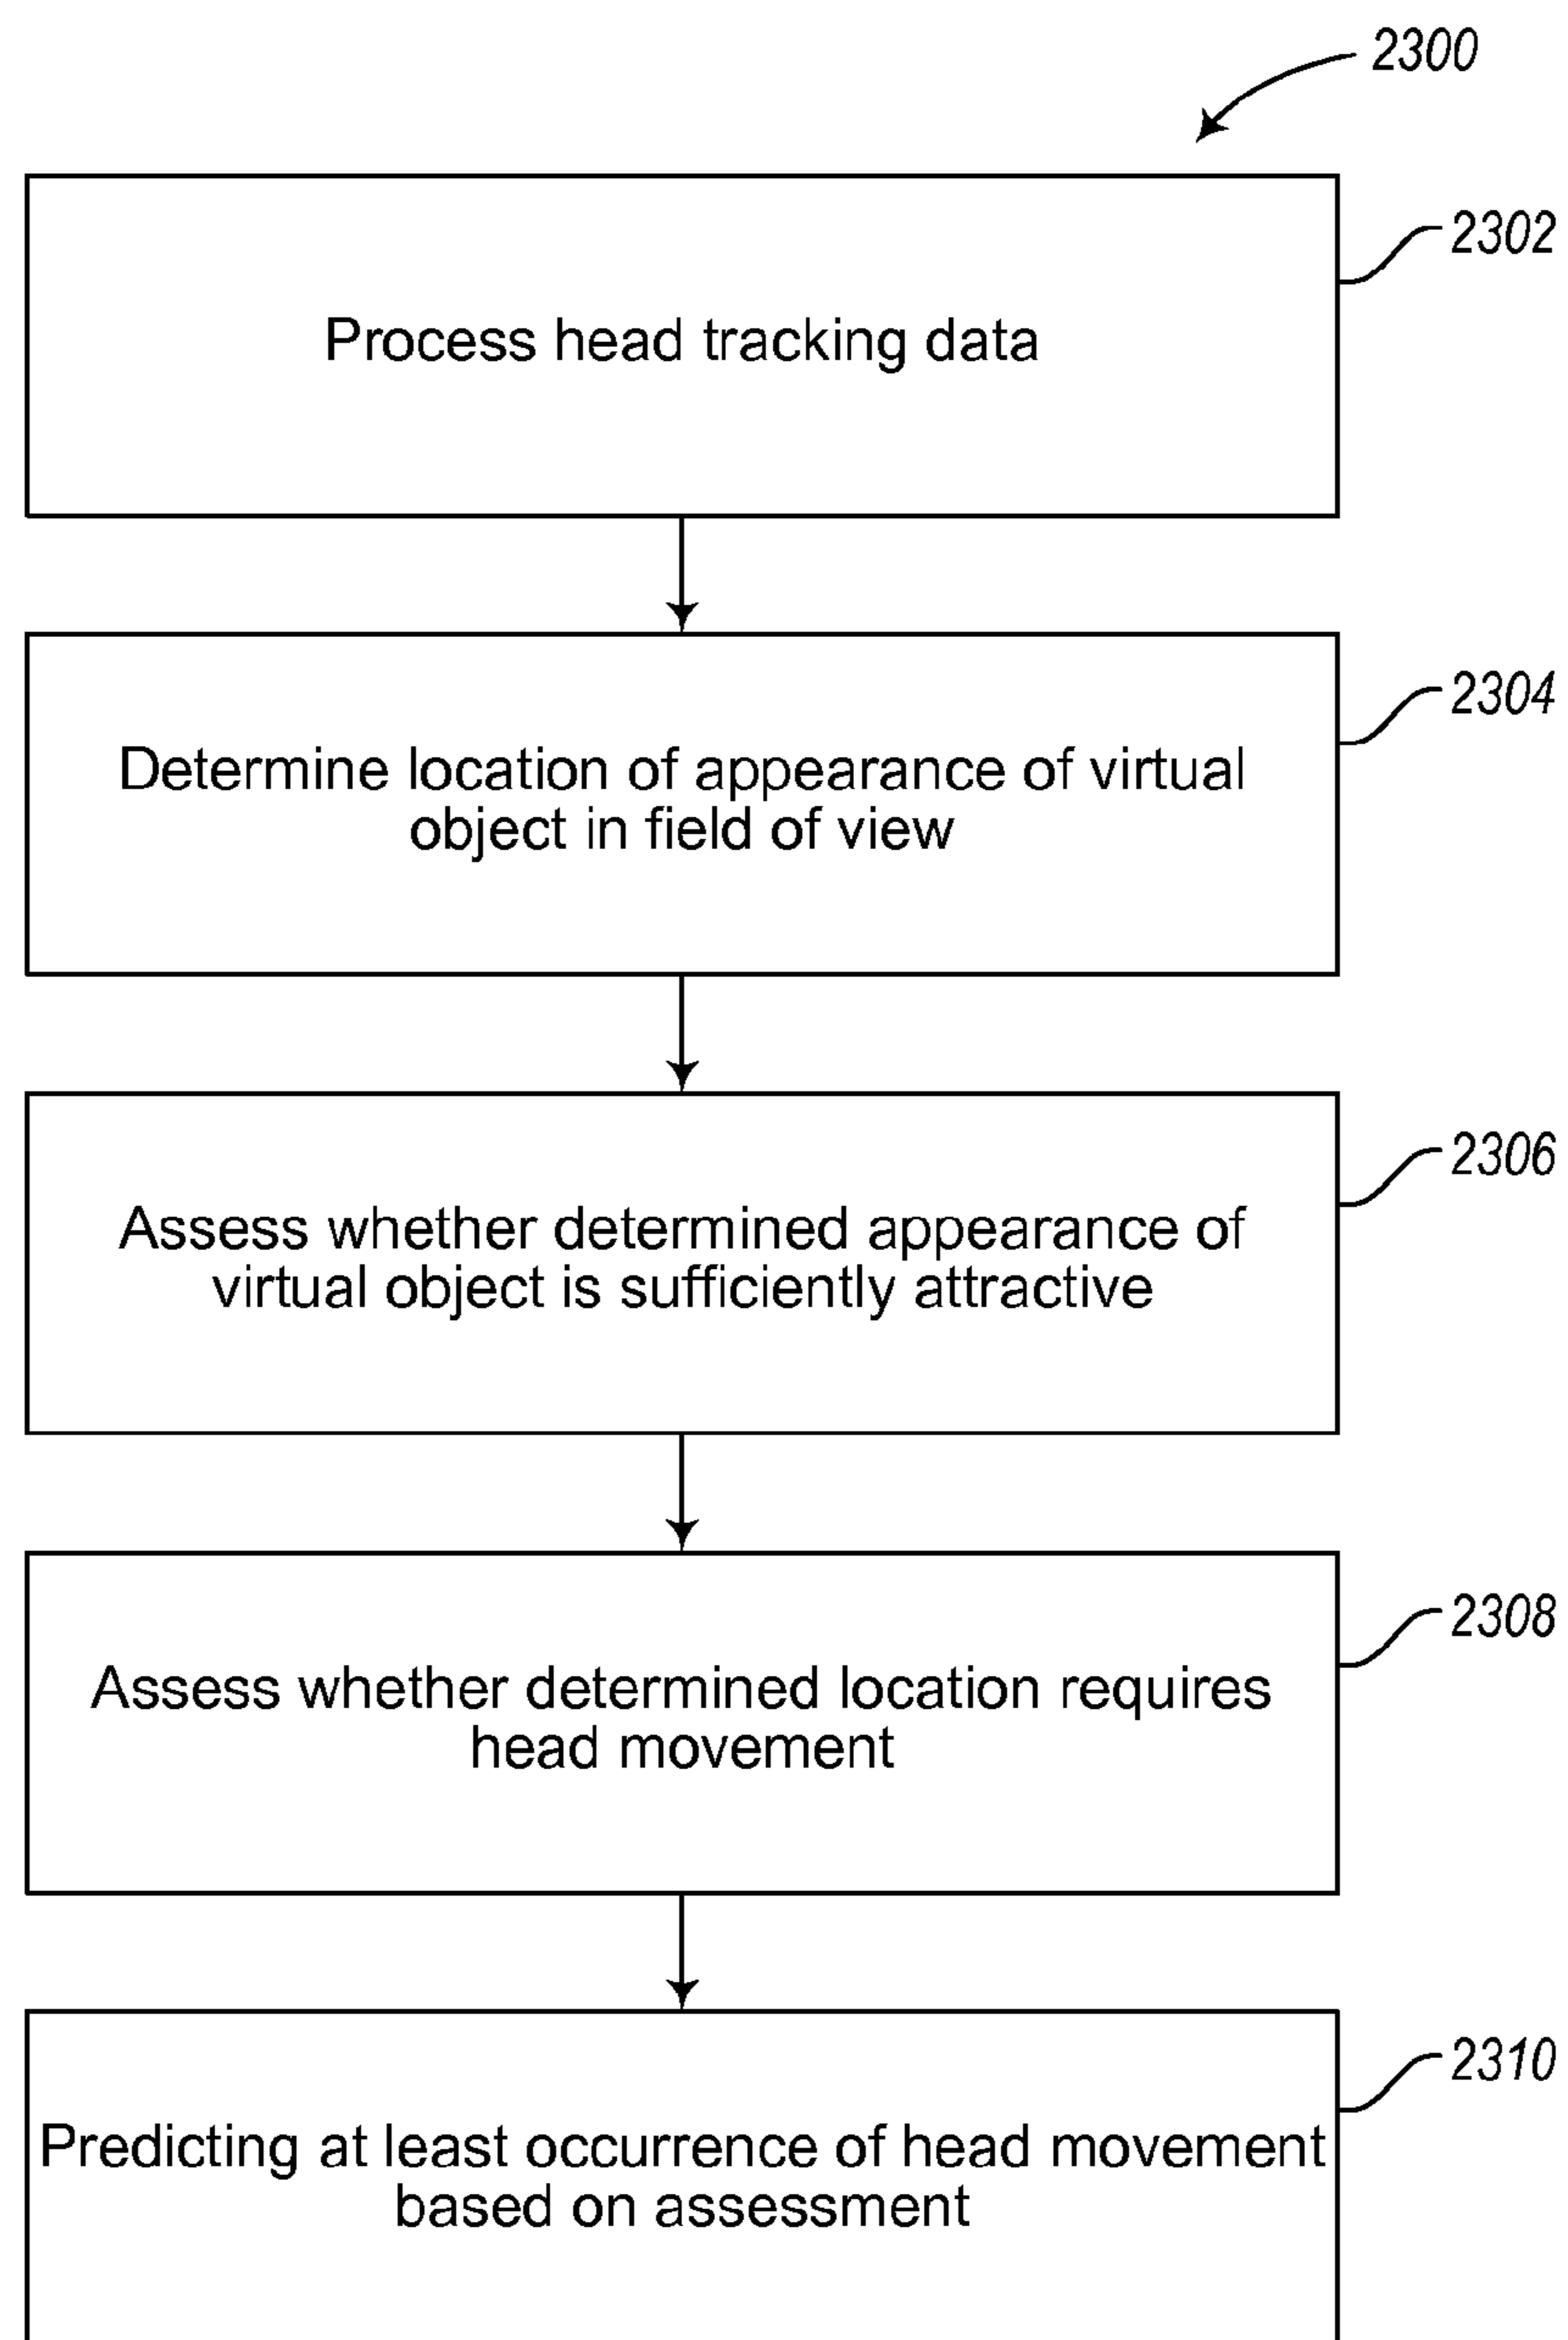 2300
2302
Process head tracking data
2304
Determine location of appearance of virtual
object in field of view
2306
Assess whether determined appearance of
virtual object is sufficiently attractive
2308
Assess whether determined location requires
head movement
2310
Predicting at least occurrence of head movement
based on assessment